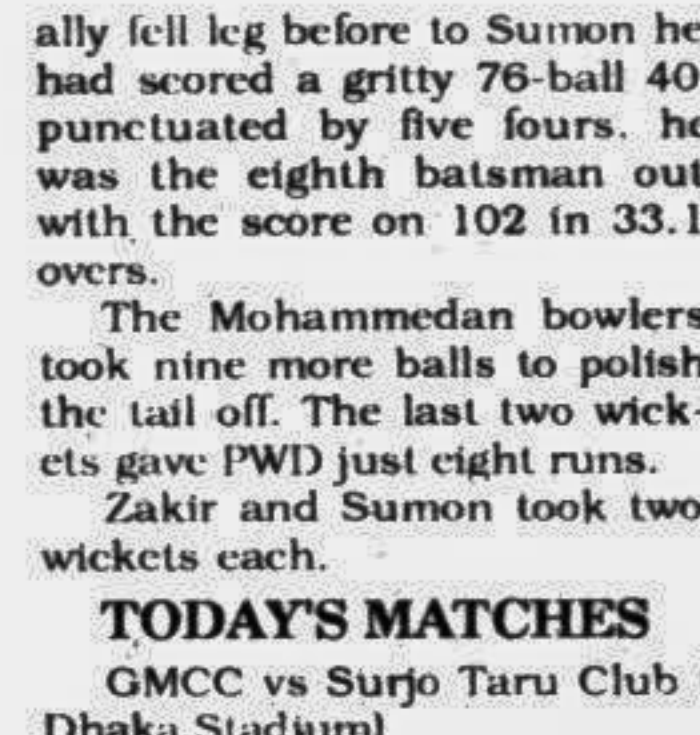 ally fell leg before to Sumon he
had scored a gritty 76-ball 40
punctuated by five fours. he
was the eighth batsman out
with the score on 102 in 33.1
overs.
The Mohammedan bowlers
took nine more balls to polish
the tail off. The last two wick-
ets gave PWD just eight runs.
Zakir and Sumon took two
wickets each.
TODAY'S MATCHES
GMCC vs Surjo Taru Club
Dhaka Stadium)